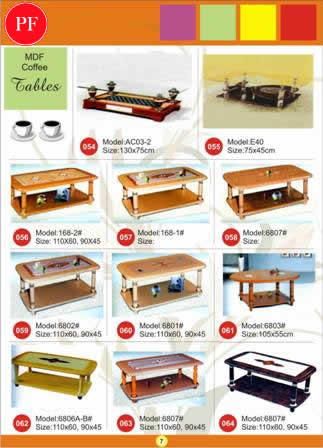 PF
MDF
Coffee
Tables
054
Model:AC03-2
Size:130x75cm
055
Model:E40
Size:75x45cm
056
Model:168-2#
Size: 110X60, 90X45
057
Model:168-1#
Size:
058
Model:6807#
Size:
059
Model:6802#
Size: 110x60, 90x45
060
Model:6801#
Size: 110x60, 90x45
061
Model:6803#
Size:105x55cm
062
Model:6806A-B#
Size: 110x60, 90x45
063
Model:6807#
Size: 110x60, 90x45
064
Model:6807#
Size: 110x60, 90x45
7